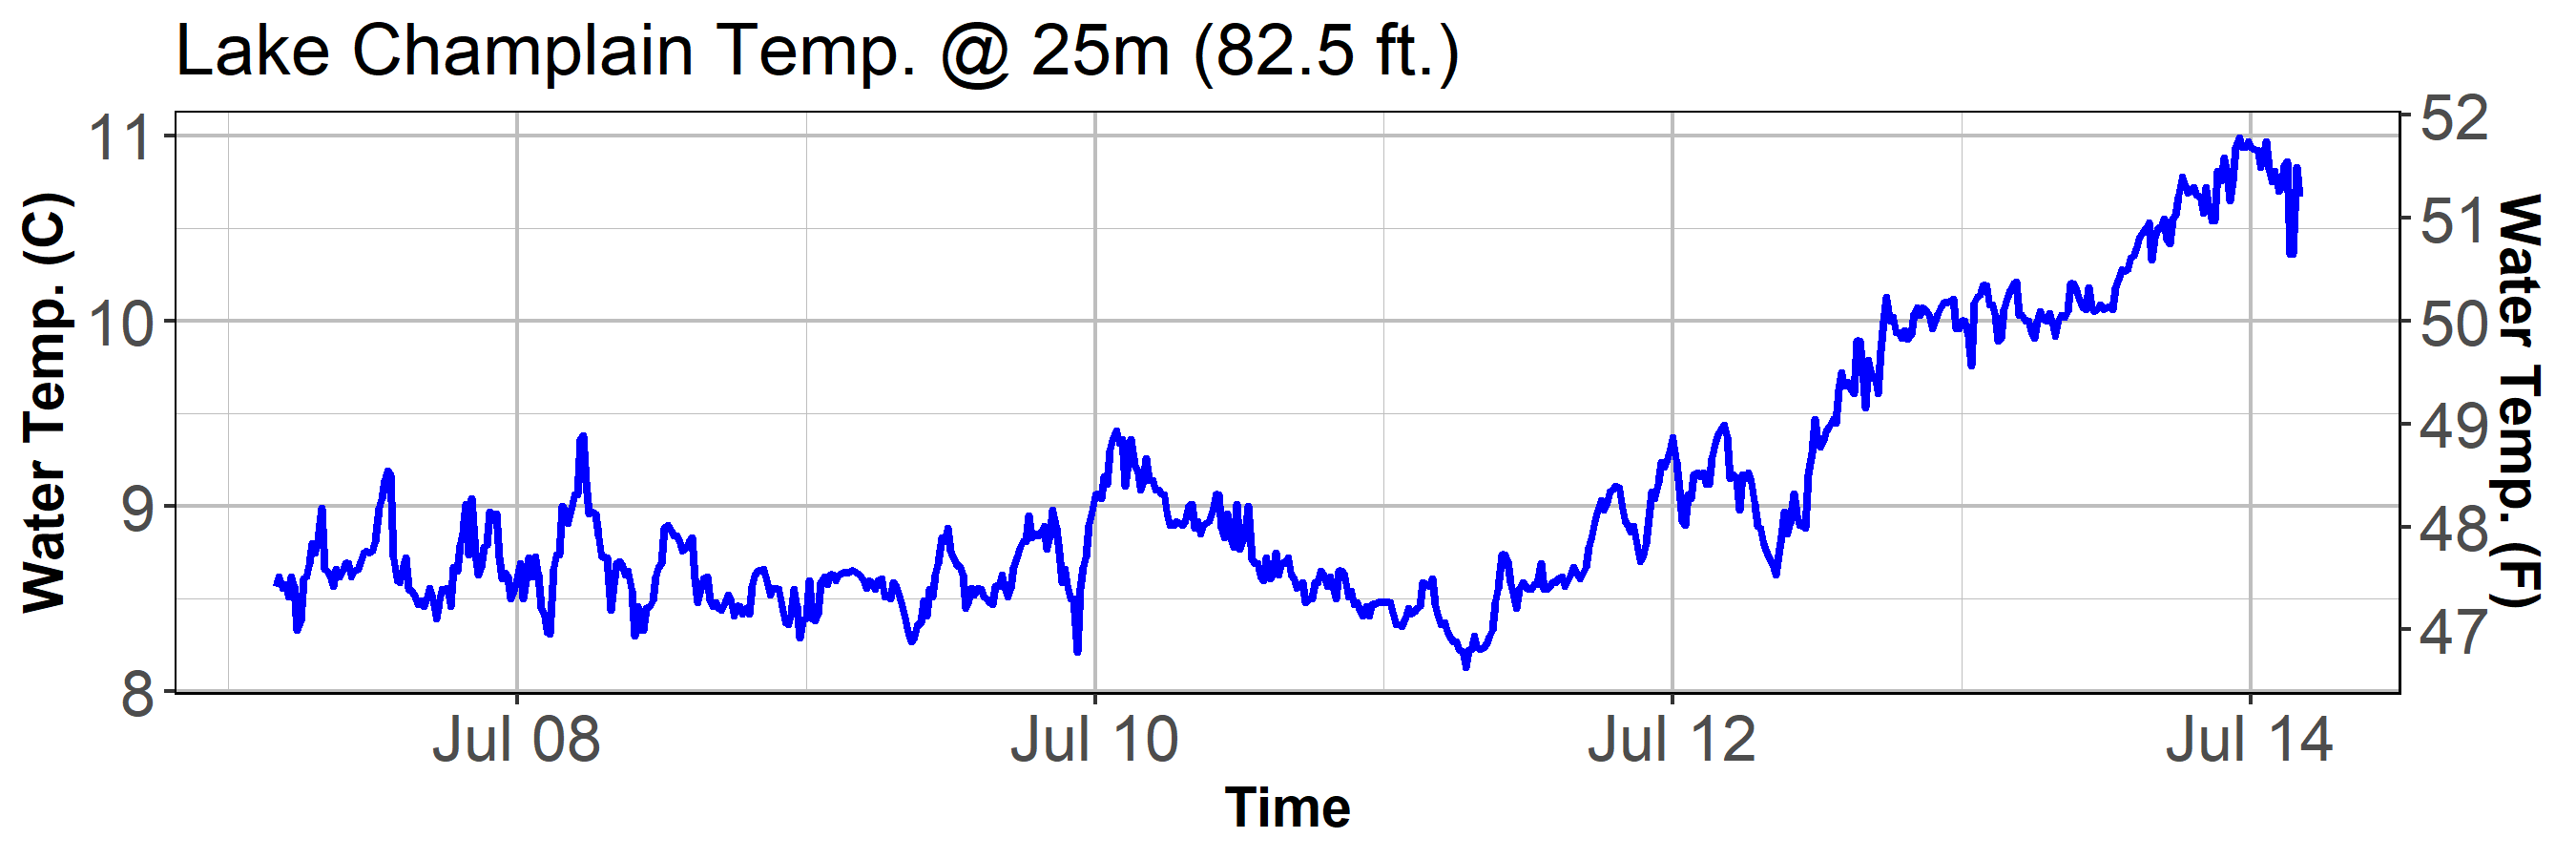 Lake Champlain Temp. @ 25m (82.5 ft.)
Water Temp. (C)
11
10
9
8
52
51
50
49
48
47
Water Temp. (F)
Jul 08 Jul 10 Jul 12 Jul 14
Time